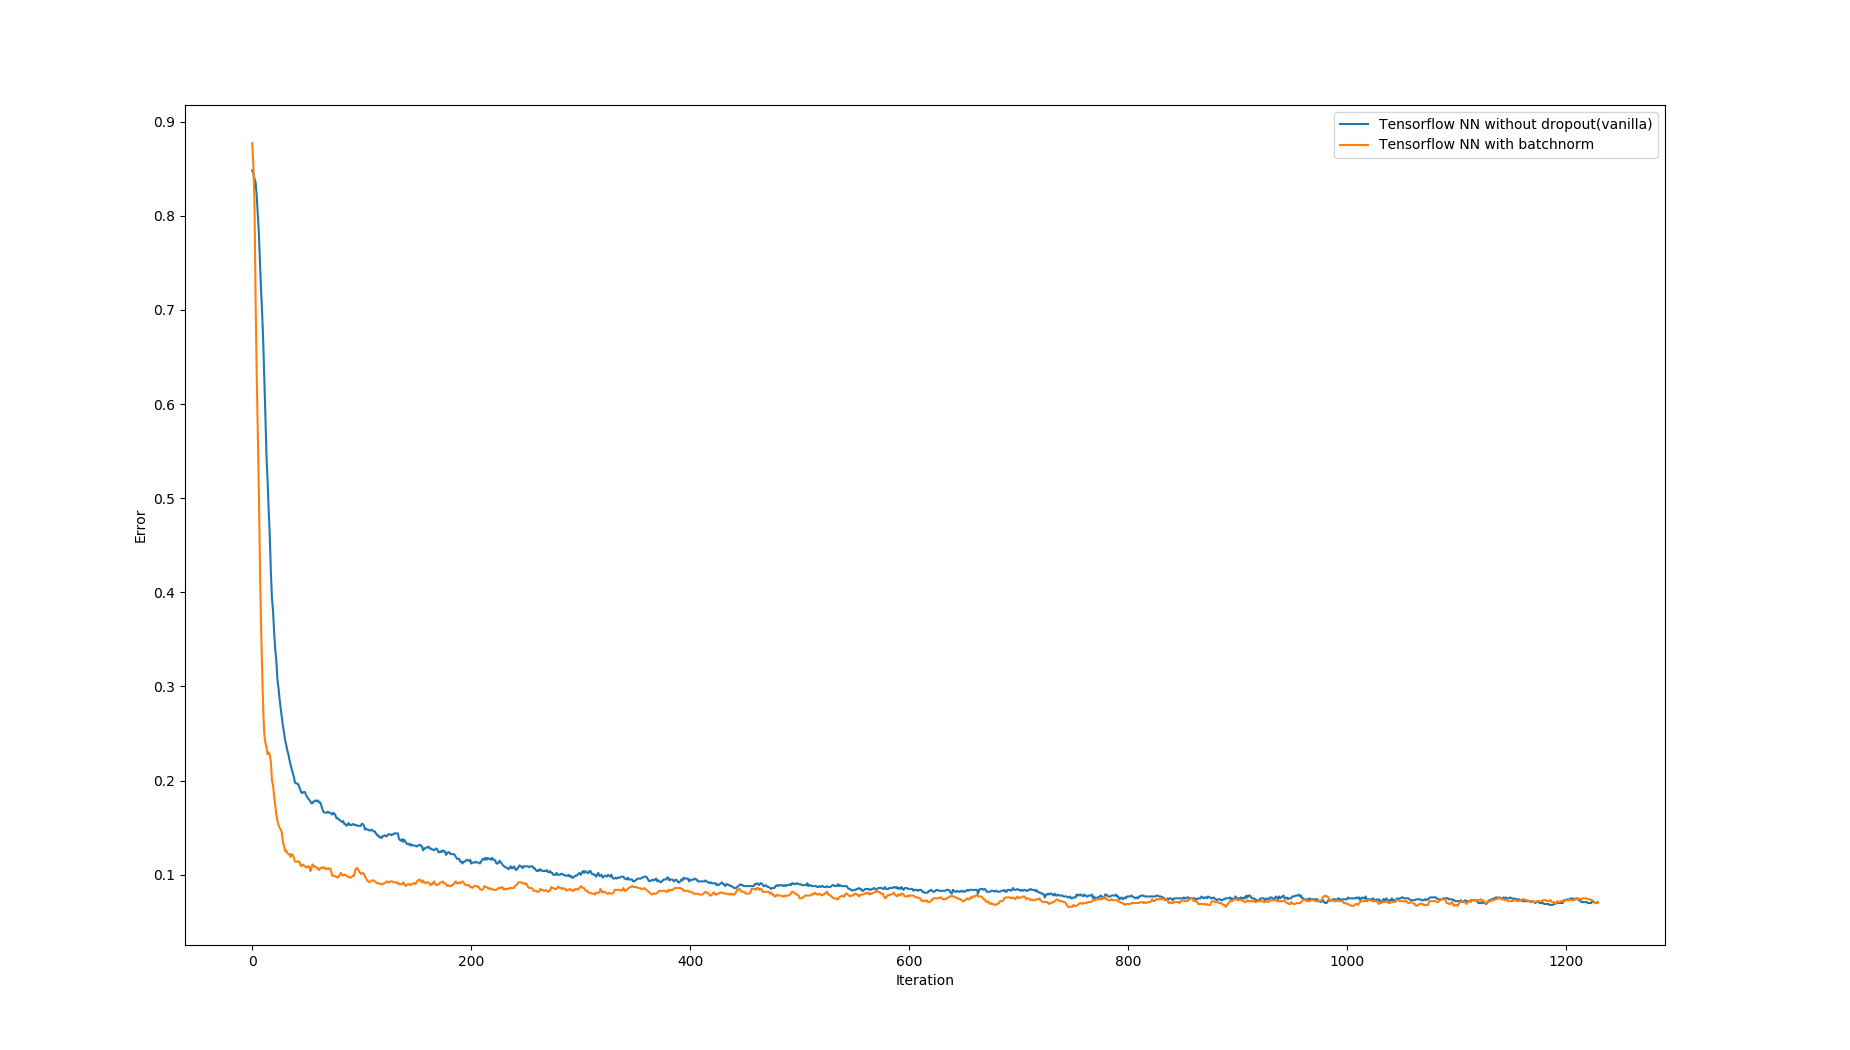 Tensorflow NN without dropout(vanilla)
Tensorflow NN with batchnorm
0.9
0.8
0.7
0.6
0.5
0.4
0.3
0.2
0.1
Error
0 200 400 600 800 1000 1200
Iteration